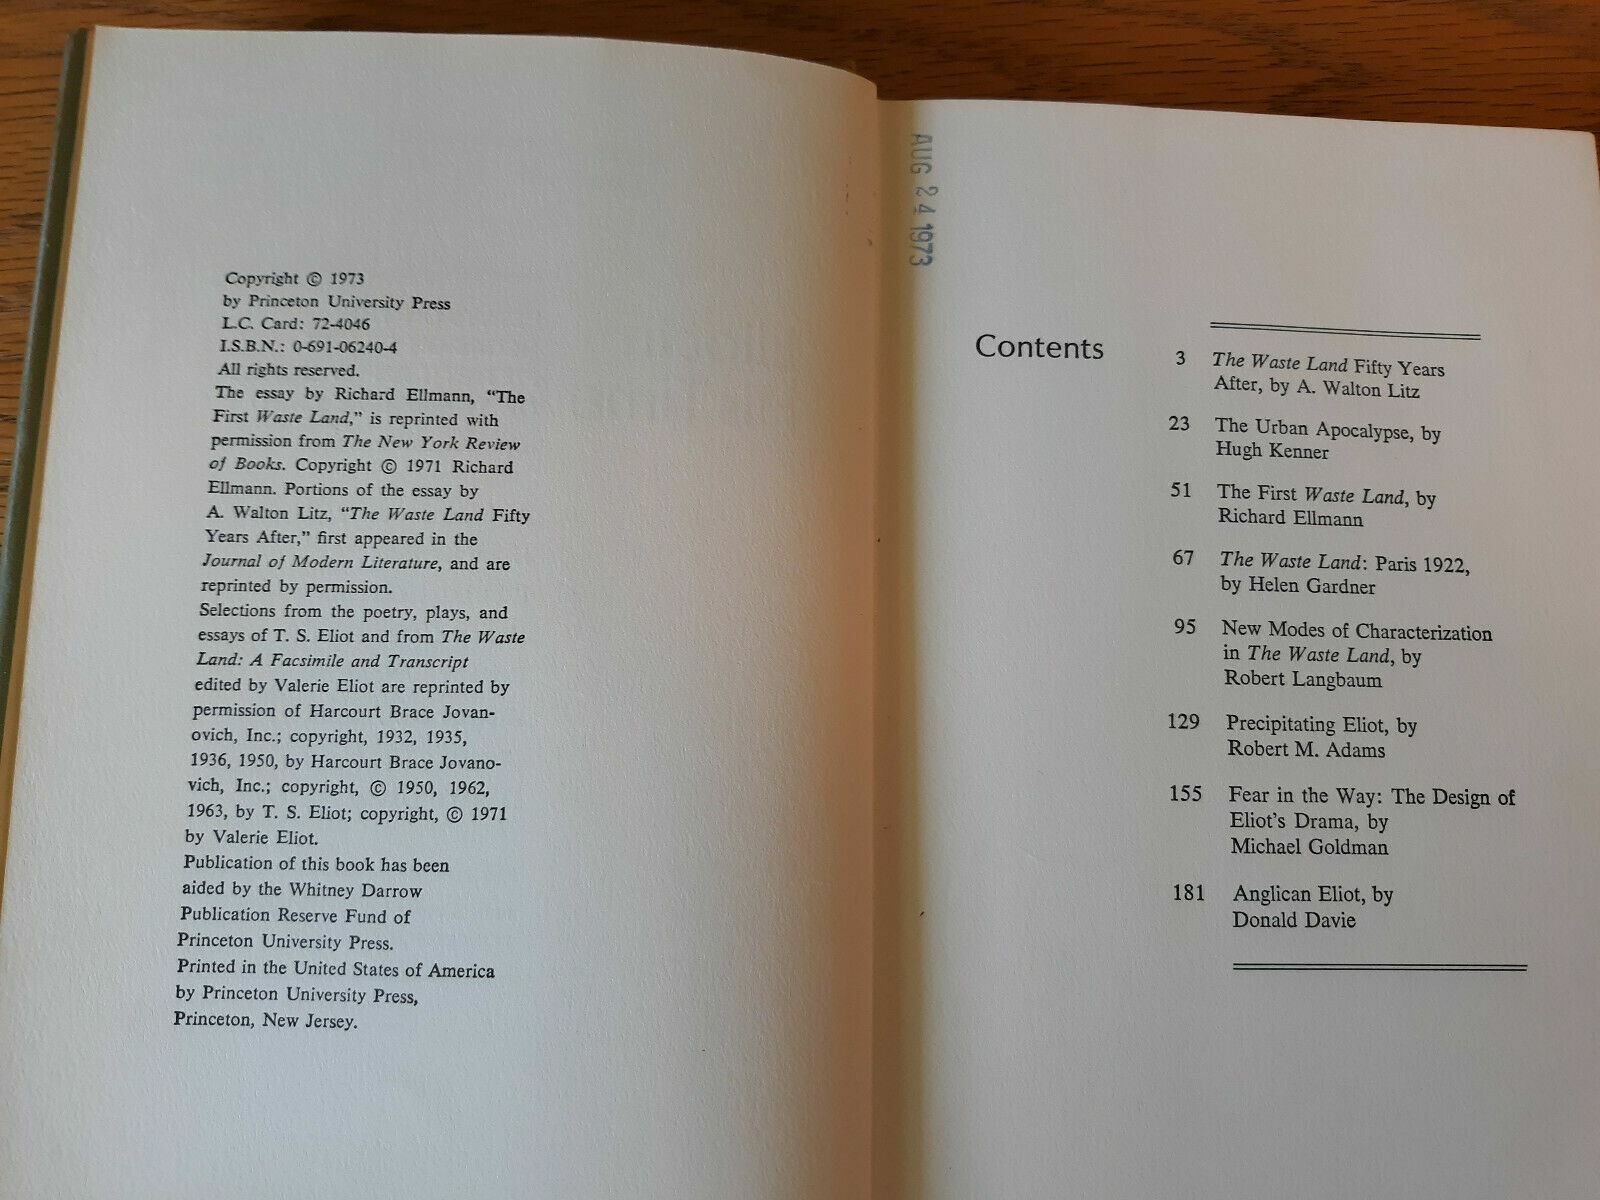 Copyright © 1973
by Princeton University Press
L.C. Card: 72-4046
I.S.B.N.: 0-691-06240-4
All rights reserved.
The essay by Richard Ellmann, “The
First Waste Land,” is reprinted with
permission from The New York Review
of Books. Copyright © 1971 Richard
Ellmann. Portions of the essay by
A. Walton Litz, “The Waste Land Fifty
Years After,” first appeared in the
Journal of Modern Literature, and are
reprinted by permission.
Selections from the poetry, plays, and
essays of T. S. Eliot and from The Waste
Land: A Facsimile and Transcript
edited by Valerie Eliot are reprinted by
permission of Harcourt Brace Jovan-
ovich, Inc.; copyright, 1932, 1935,
1936, 1950, by Harcourt Brace Jovano-
vich, Inc.; copyright, © 1950, 1962,
1963, by T. S. Eliot; copyright, © 1971
by Valerie Eliot.
Publication of this book has been
aided by the Whitney Darrow
Publication Reserve Fund of
Princeton University Press.
Printed in the United States of America
by Princeton University Press,
Princeton, New Jersey.
AUG 24 1973
Contents
3 The Waste Land Fifty Years
After, by A. Walton Litz
23 The Urban Apocalypse, by
Hugh Kenner
51 The First Waste Land, by
Richard Ellmann
67 The Waste Land: Paris 1922,
by Helen Gardner
95 New Modes of Characterization
in The Waste Land, by
Robert Langbaum
129 Precipitating Eliot, by
Robert M. Adams
155 Fear in the Way: The Design of
Eliot's Drama, by
Michael Goldman
181 Anglican Eliot, by
Donald Davie